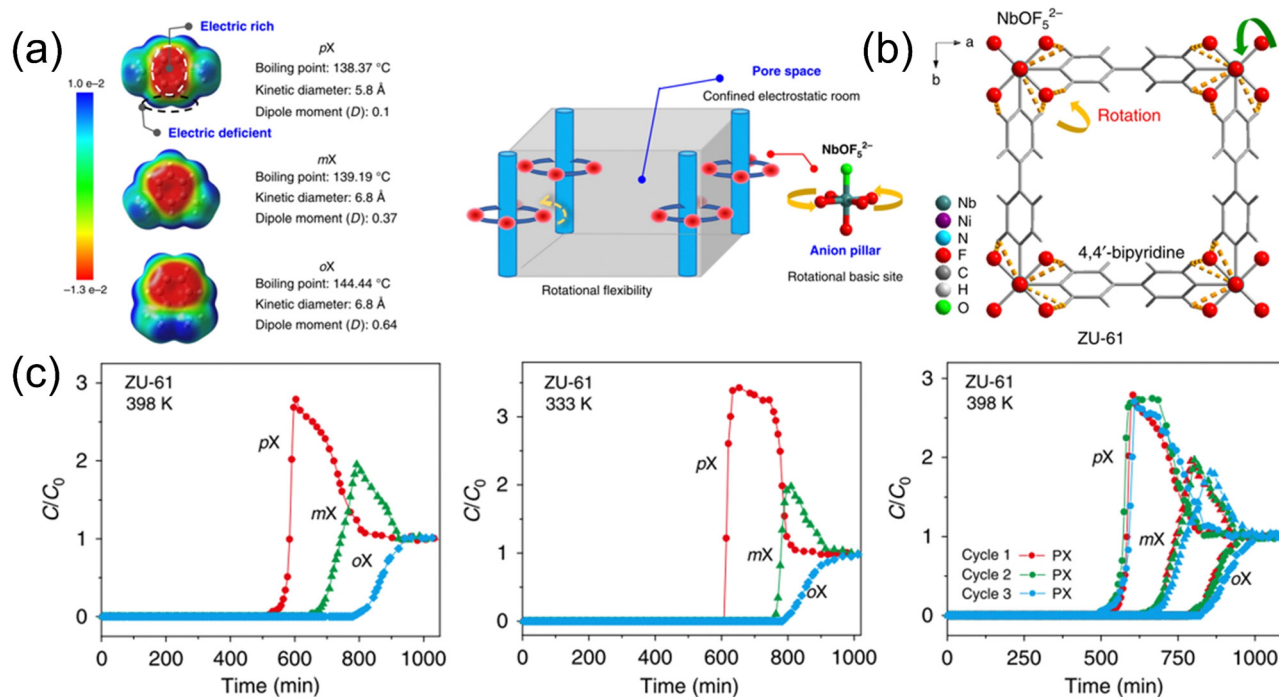 (a)
1.0 e⁻²
−1.3 e⁻²
Electric rich
Electric deficient
pX
Boiling point: 138.37 °C
Kinetic diameter: 5.8 Å
Dipole moment (D): 0.1
mX
Boiling point: 139.19 °C
Kinetic diameter: 6.8 Å
Dipole moment (D): 0.37
oX
Boiling point: 144.44 °C
Kinetic diameter: 6.8 Å
Dipole moment (D): 0.64
Pore space
Confined electrostatic room
Rotational flexibility
NbOF₅²⁻
Anion pillar
Rotational basic site
(b)
NbOF₅²⁻
a
b
Rotation
Nb
Ni
N
F
C
H
O
4,4′-bipyridine
ZU-61
(c)
ZU-61
398 K
pX
mX
oX
C/C₀
3
2
1
0
0 200 400 600 800 1000
Time (min)
ZU-61
333 K
pX
mX
oX
C/C₀
3
2
1
0
0 200 400 600 800 1000
Time (min)
ZU-61
398 K
pX
mX
oX
Cycle 1 PX
Cycle 2 PX
Cycle 3 PX
C/C₀
3
2
1
0
0 250 500 750 1000
Time (min)